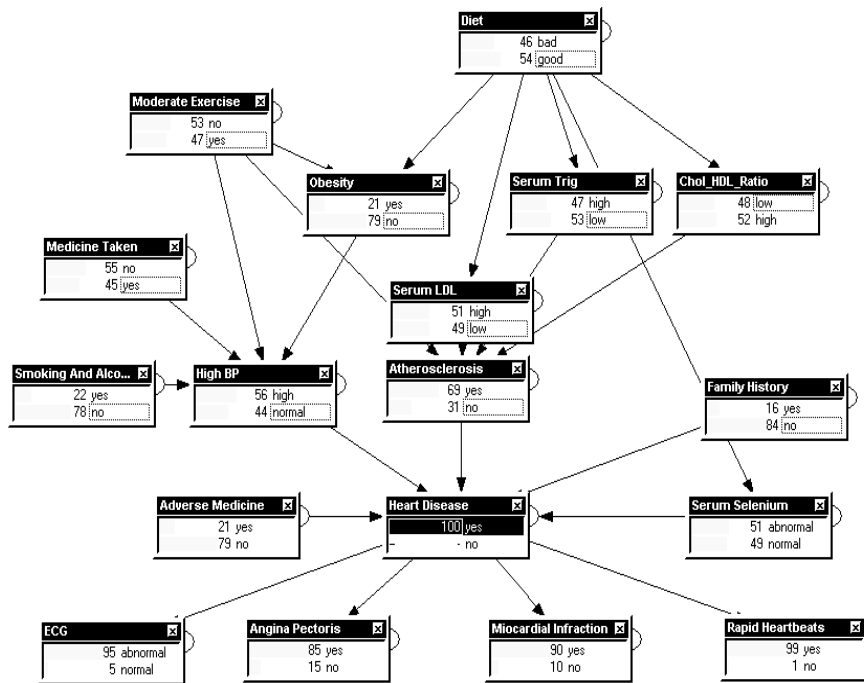 Diet
46 bad
54 good
Moderate Exercise
53 no
47 yes
Obesity
21 yes
79 no
Serum Trig
47 high
53 low
Chol_HDL_Ratio
48 low
52 high
Medicine Taken
55 no
45 yes
Serum LDL
51 high
49 low
Smoking And Alco...
22 yes
78 no
High BP
56 high
44 normal
Atherosclerosis
69 yes
31 no
Family History
16 yes
84 no
Adverse Medicine
21 yes
79 no
Heart Disease
100 yes
- no
Serum Selenium
51 abnormal
49 normal
ECG
95 abnormal
5 normal
Angina Pectoris
85 yes
15 no
Miocardial Infraction
90 yes
10 no
Rapid Heartbeats
99 yes
1 no